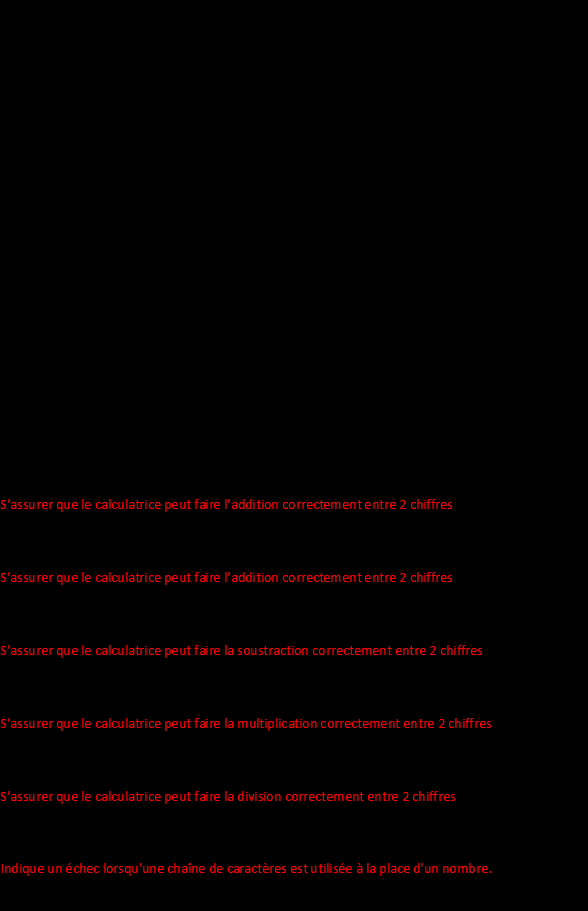 S'assurer que le calculatrice peut faire l'addition correctement entre 2 chiffres
S'assurer que le calculatrice peut faire l'addition correctement entre 2 chiffres
S'assurer que le calculatrice peut faire la soustraction correctement entre 2 chiffres
S'assurer que le calculatrice peut faire la multiplication correctement entre 2 chiffres
S'assurer que le calculatrice peut faire la division correctement entre 2 chiffres
Indique un échec lorsqu'une chaîne de caractères est utilisée à la place d'un nombre.